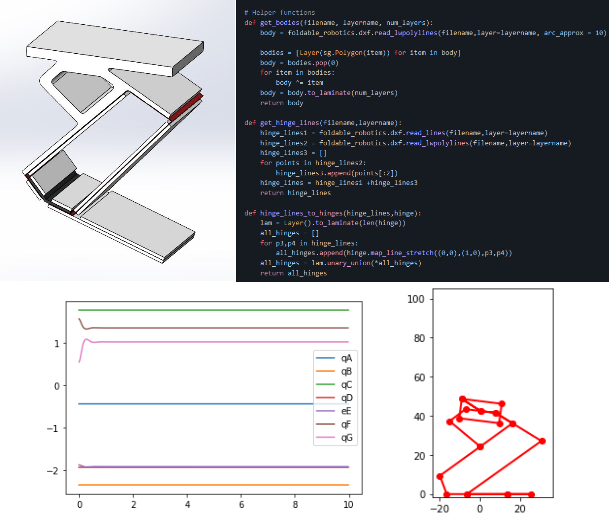 # Helper functions
def get_bodies(filename, layername, num_layers):
body = foldable_robotics.dxf.read_lwpolylines(filename,layer=layername, arc_approx = 10)
bodies = [Layer(sg.Polygon(item)) for item in body]
body = bodies.pop(0)
for item in bodies:
body ^= item
body = body.to_laminate(num_layers)
return body
def get_hinge_lines(filename,layername):
hinge_lines1 = foldable_robotics.dxf.read_lines(filename,layer=layername)
hinge_lines2 = foldable_robotics.dxf.read_lwpolylines(filename,layer=layername)
hinge_lines3 = []
for points in hinge_lines2:
hinge_lines3.append(points[:2])
hinge_lines = hinge_lines1 +hinge_lines3
return hinge_lines
def hinge_lines_to_hinges(hinge_lines,hinge):
lam = Layer().to_laminate(len(hinge))
all_hinges = []
for p3,p4 in hinge_lines:
all_hinges.append(hinge.map_line_stretch((0,0),(1,0),p3,p4))
all_hinges = lam.unary_union(*all_hinges)
return all_hinges
1
0
−1
−2
0 2 4 6 8 10
qA
qB
qC
qD
eE
qF
qG
100
80
60
40
20
0
−20 0 20